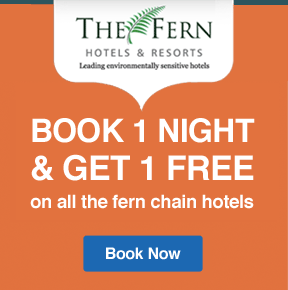 THE FERN
HOTELS & RESORTS
Leading environmentally sensitive hotels
BOOK 1 NIGHT
& GET 1 FREE
on all the fern chain hotels
Book Now